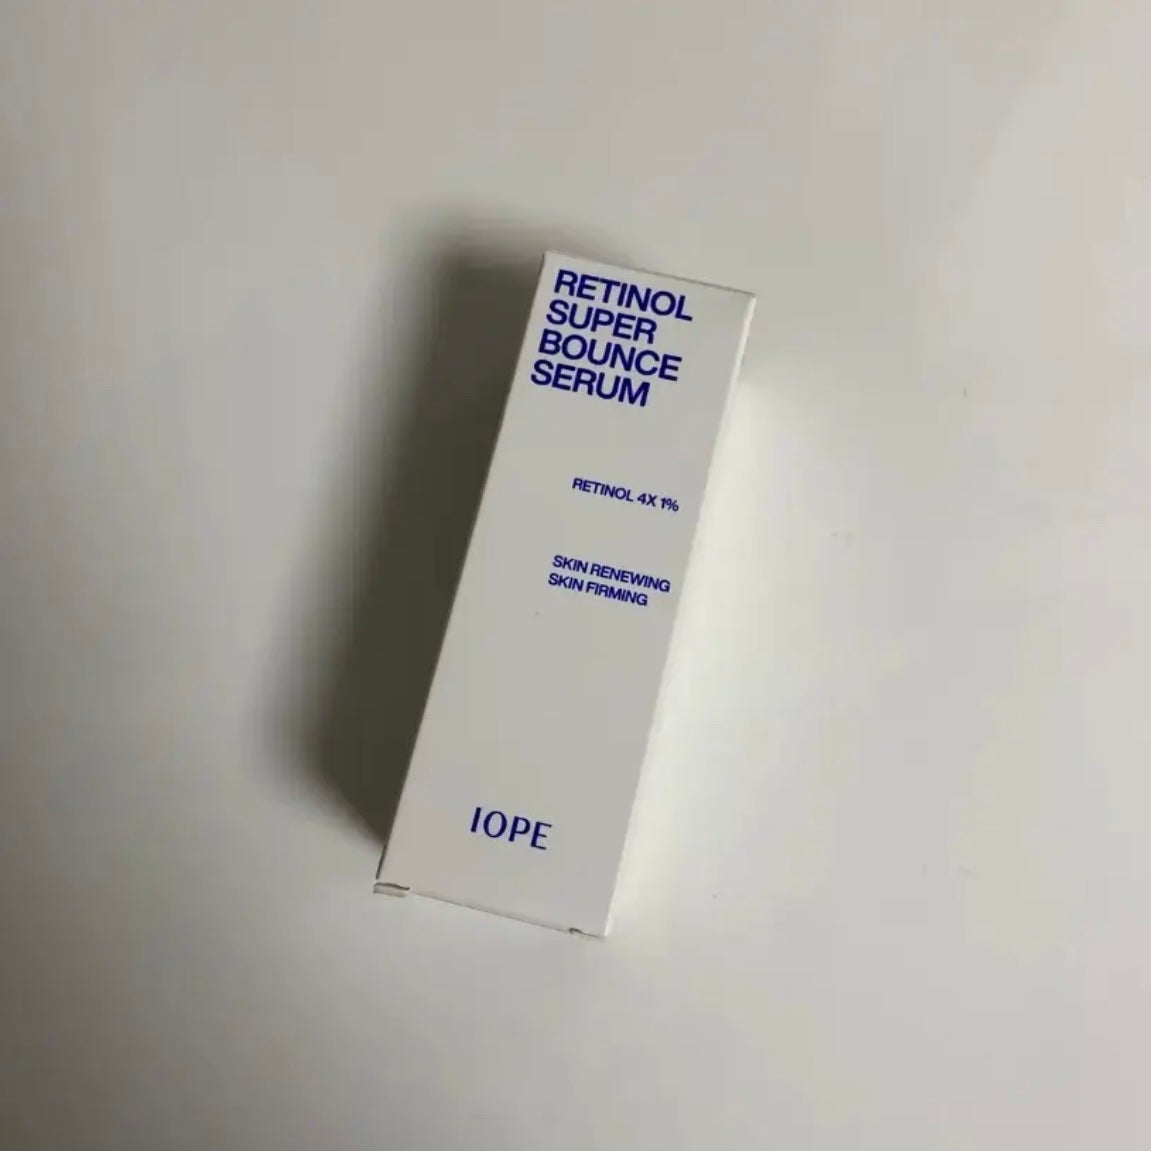 RETINOL
SUPER
BOUNCE
SERUM
RETINOL 4X 1%
SKIN RENEWING
SKIN FIRMING
IOPE